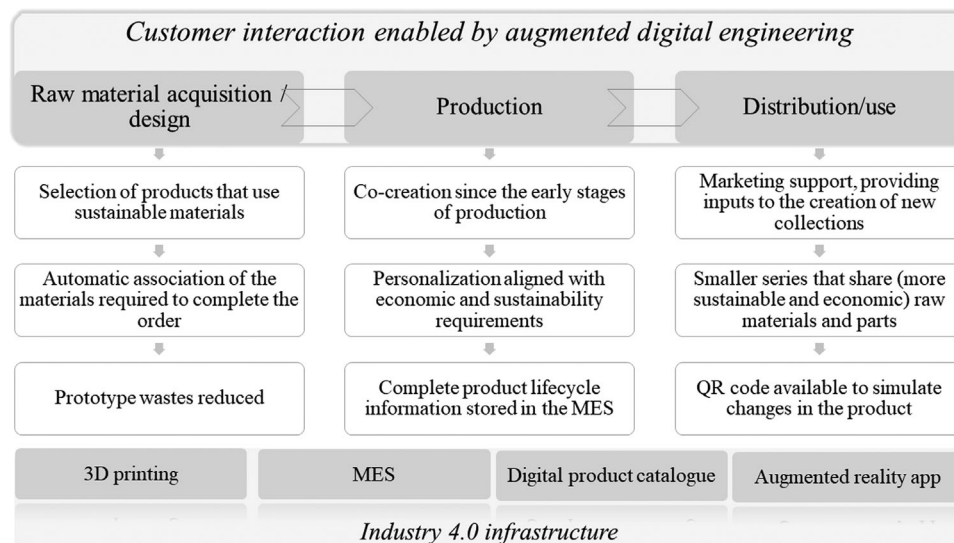 Customer interaction enabled by augmented digital engineering
Raw material acquisition /
design
Production
Distribution/use
Selection of products that use
sustainable materials
Automatic association of the
materials required to complete the
order
Prototype wastes reduced
Co-creation since the early stages
of production
Personalization aligned with
economic and sustainability
requirements
Complete product lifecycle
information stored in the MES
Marketing support, providing
inputs to the creation of new
collections
Smaller series that share (more
sustainable and economic) raw
materials and parts
QR code available to simulate
changes in the product
3D printing
MES
Digital product catalogue
Augmented reality app
Industry 4.0 infrastructure